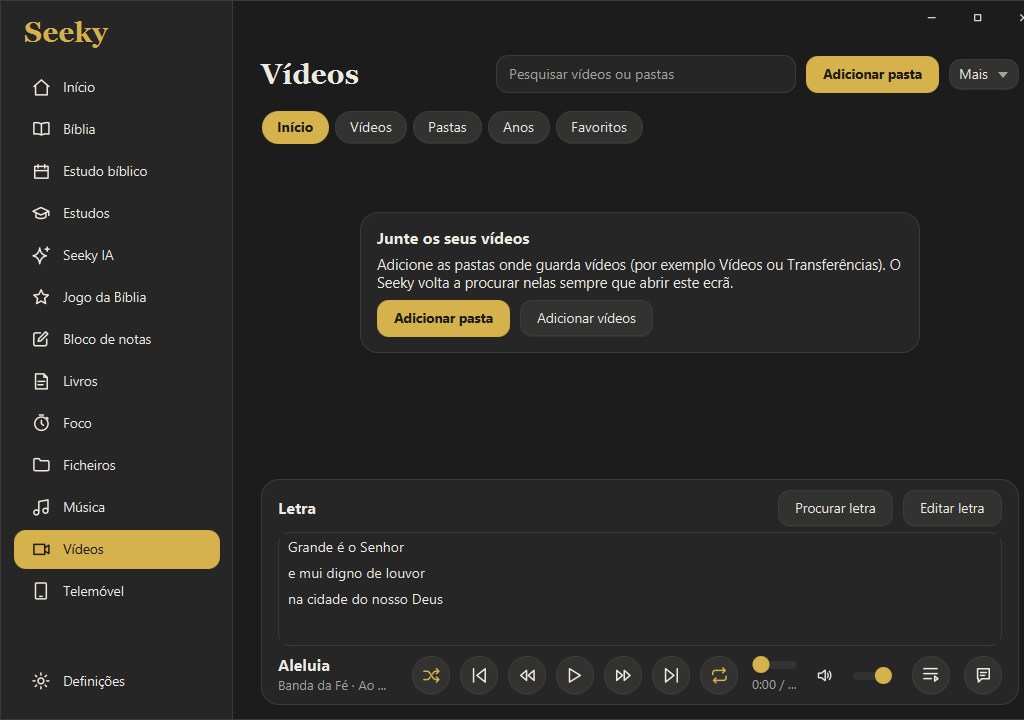 Seeky
Início
Bíblia
Estudo bíblico
Estudos
Seeky IA
Jogo da Bíblia
Bloco de notas
Livros
Foco
Ficheiros
Música
Vídeos
Telemóvel
Definições
Vídeos
Pesquisar vídeos ou pastas
Adicionar pasta
Mais
Início
Vídeos
Pastas
Anos
Favoritos
Junte os seus vídeos
Adicione as pastas onde guarda vídeos (por exemplo Vídeos ou Transferências). O
Seeky volta a procurar nelas sempre que abrir este ecrã.
Adicionar pasta
Adicionar vídeos
Letra
Procurar letra
Editar letra
Grande é o Senhor
e mui digno de louvor
na cidade do nosso Deus
Aleluia
Banda da Fé · Ao ...
0:00 / ...